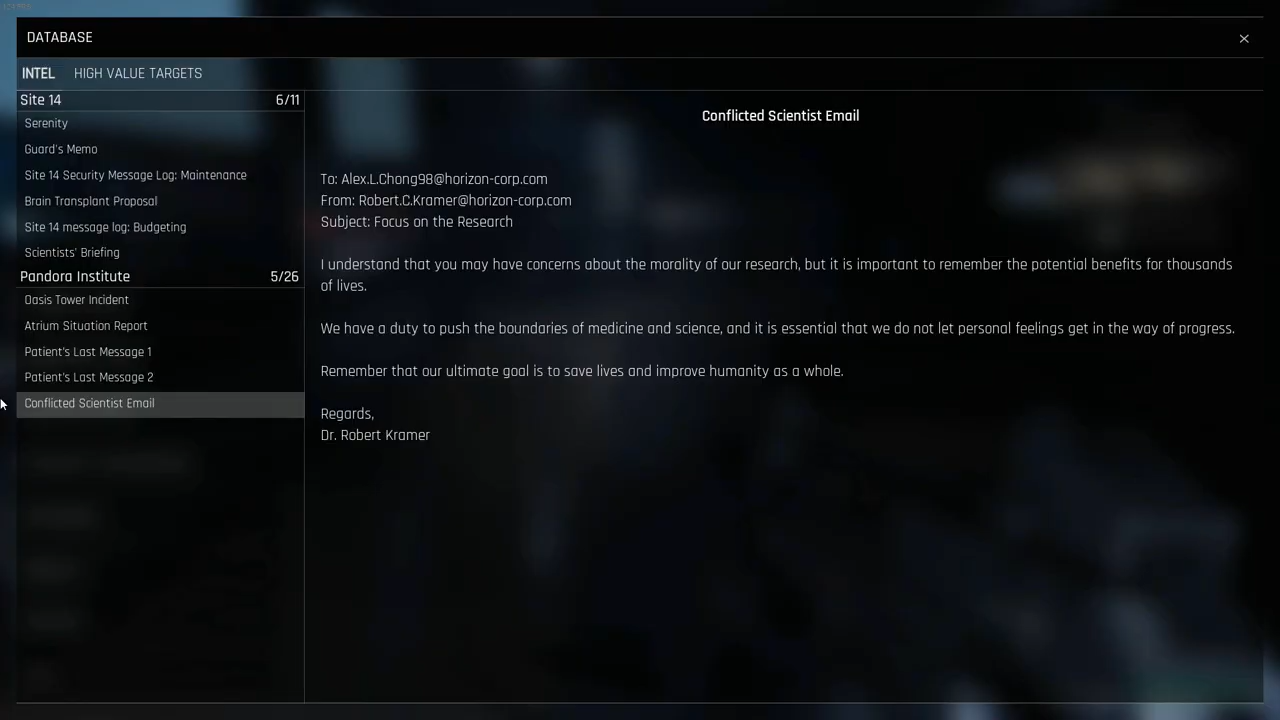 DATABASE
INTEL HIGH VALUE TARGETS
Site 14 6/11
Serenity
Guard's Memo
Site 14 Security Message Log: Maintenance
Brain Transplant Proposal
Site 14 message log: Budgeting
Scientists' Briefing
Pandora Institute 5/26
Oasis Tower Incident
Atrium Situation Report
Patient's Last Message 1
Patient's Last Message 2
Conflicted Scientist Email
Conflicted Scientist Email
To: Alex.L.Chong98@horizon-corp.com
From: Robert.C.Kramer@horizon-corp.com
Subject: Focus on the Research
I understand that you may have concerns about the morality of our research, but it is important to remember the potential benefits for thousands
of lives.
We have a duty to push the boundaries of medicine and science, and it is essential that we do not let personal feelings get in the way of progress.
Remember that our ultimate goal is to save lives and improve humanity as a whole.
Regards,
Dr. Robert Kramer